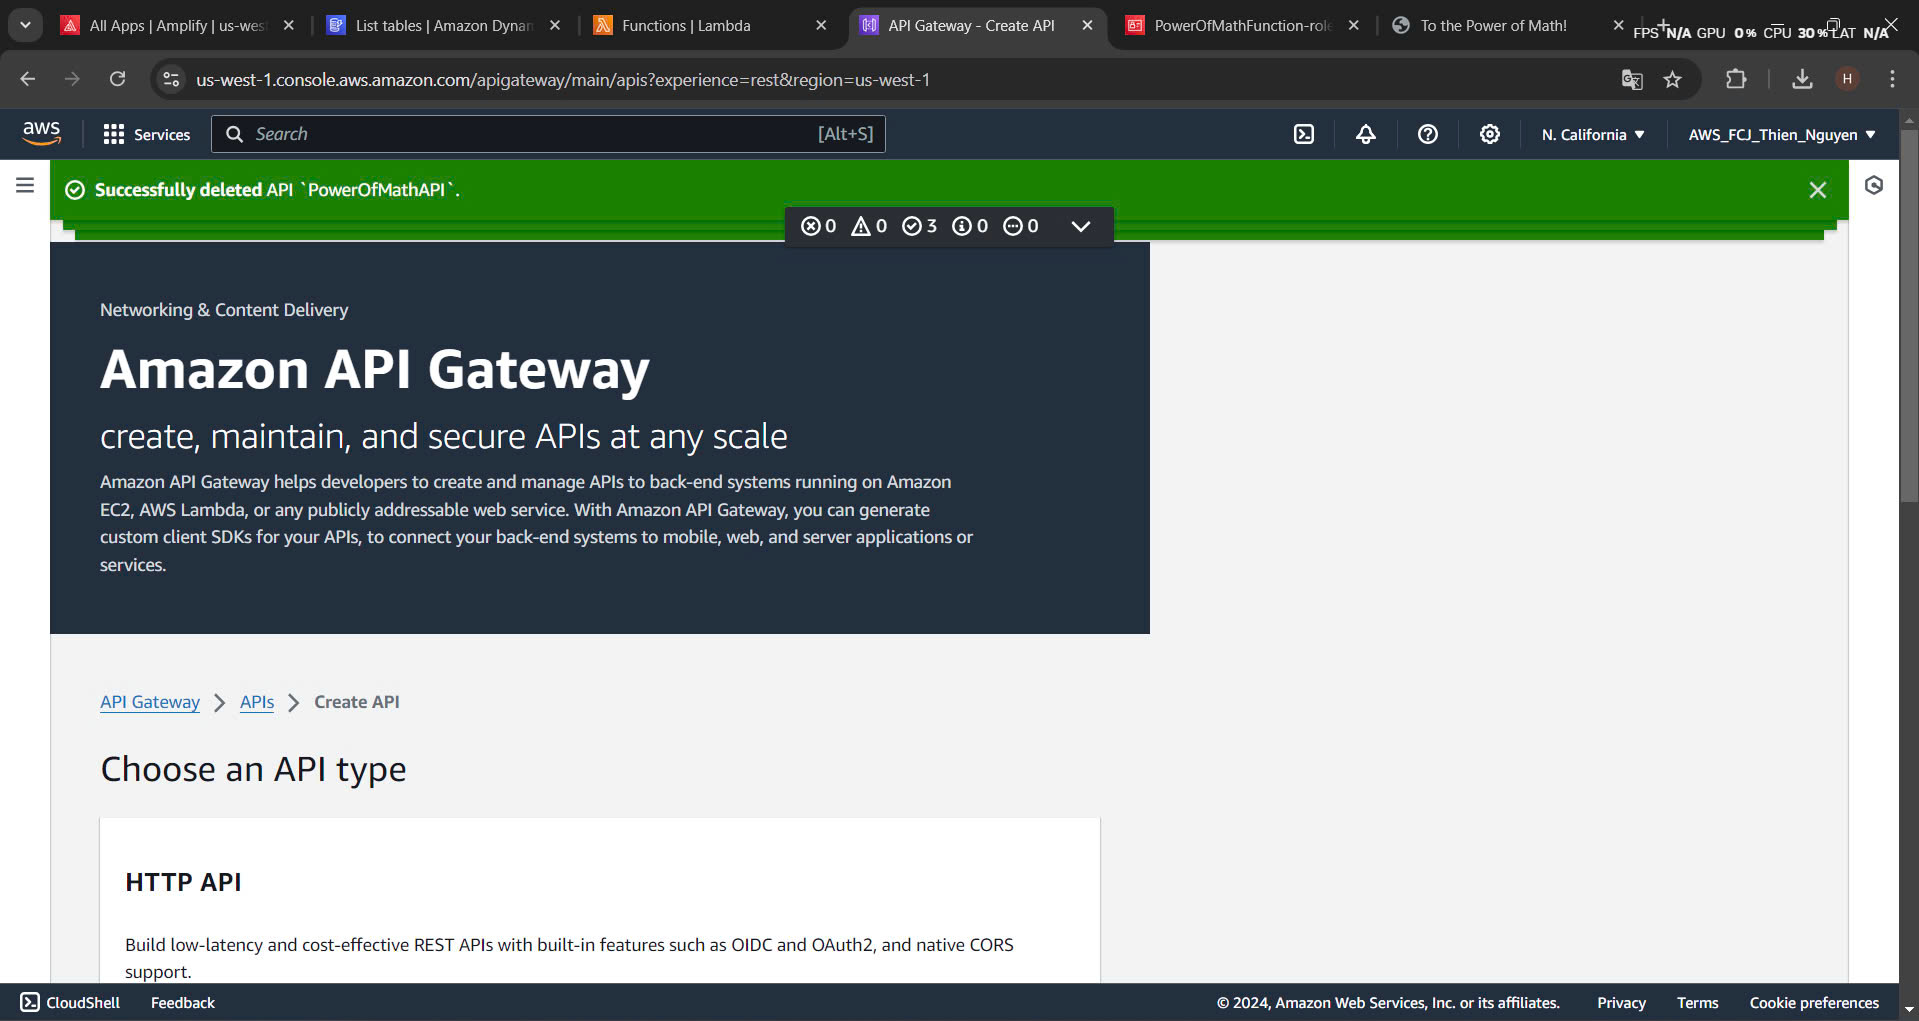 All Apps | Amplify | us-wes
List tables | Amazon Dynan
Functions | Lambda
API Gateway - Create API
PowerOfMathFunction-role
To the Power of Math!
FPS N/A GPU 0% CPU 30% LAT N/A
us-west-1.console.aws.amazon.com/apigateway/main/apis?experience=rest&region=us-west-1
H
aws
Services
Search
[Alt+S]
N. California
AWS_FCJ_Thien_Nguyen
Successfully deleted API `PowerOfMathAPI`.
0 0 3 0 0
Networking & Content Delivery
Amazon API Gateway
create, maintain, and secure APIs at any scale
Amazon API Gateway helps developers to create and manage APIs to back-end systems running on Amazon
EC2, AWS Lambda, or any publicly addressable web service. With Amazon API Gateway, you can generate
custom client SDKs for your APIs, to connect your back-end systems to mobile, web, and server applications or
services.
API Gateway
APIs
Create API
Choose an API type
HTTP API
Build low-latency and cost-effective REST APIs with built-in features such as OIDC and OAuth2, and native CORS
support.
CloudShell
Feedback
© 2024, Amazon Web Services, Inc. or its affiliates.
Privacy
Terms
Cookie preferences